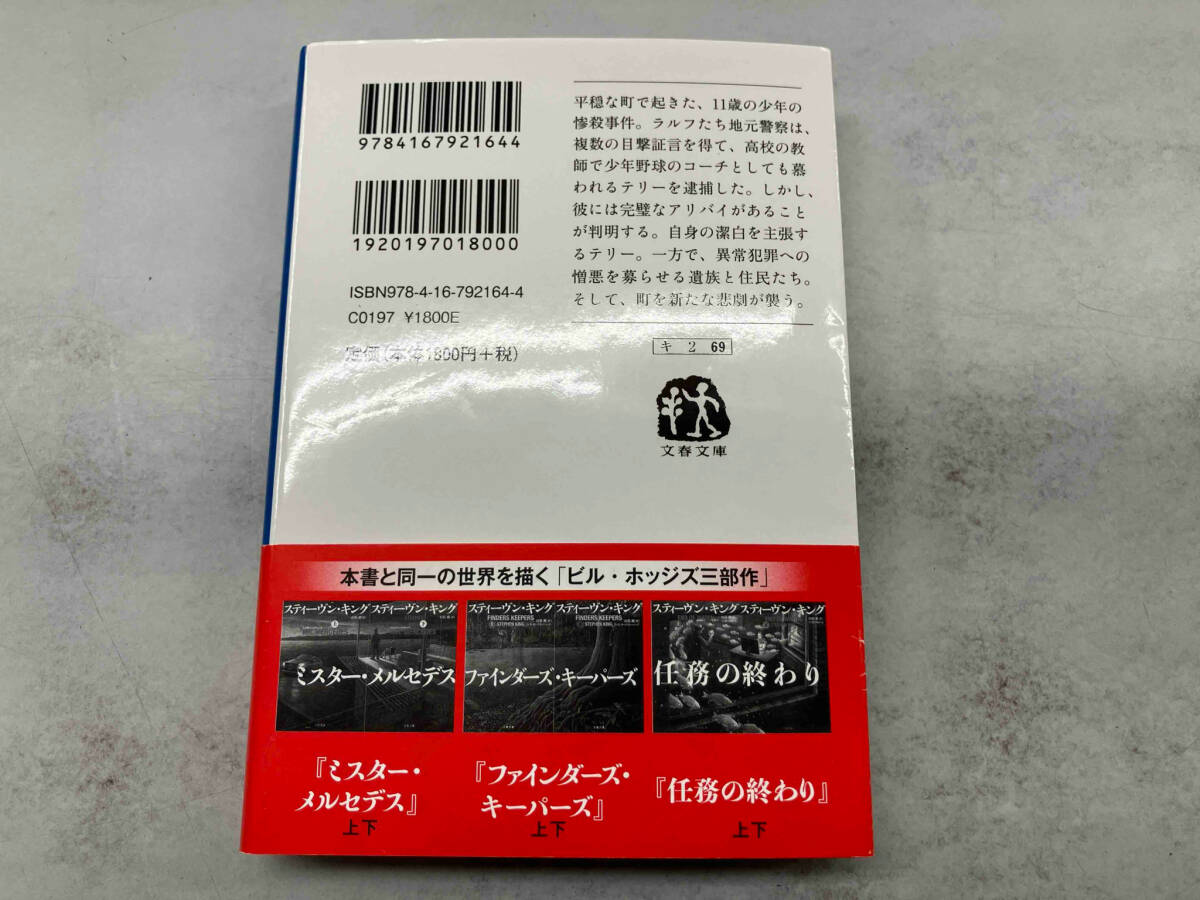 9784167921644
1920197018000
ISBN978-4-16-792164-4
C0197 ¥1800E
定価(本体1800円+税)
平穏な町で起きた、11歳の少年の
惨殺事件。ラルフたち地元警察は、
複数の目撃証言を得て、高校の教
師で少年野球のコーチとしても慕
われるテリーを逮捕した。しかし、
彼には完璧なアリバイがあること
が判明する。自身の潔白を主張す
るテリー。一方で、異常犯罪への
憎悪を募らせる遺族と住民たち。
そして、町を新たな悲劇が襲う。
キ 2 69
文春文庫
本書と同一の世界を描く「ビル・ホッジズ三部作」
スティーヴン・キング スティーヴン・キング
上 下
ミスター・メルセデス
スティーヴン・キング スティーヴン・キング
FINDERS KEEPERS FINDERS KEEPERS
STEPHEN KING
ファインダーズ・キーパーズ
スティーヴン・キング スティーヴン・キング
任務の終わり
『ミスター・
メルセデス』
上下
『ファインダーズ・
キーパーズ』
上下
『任務の終わり』
上下